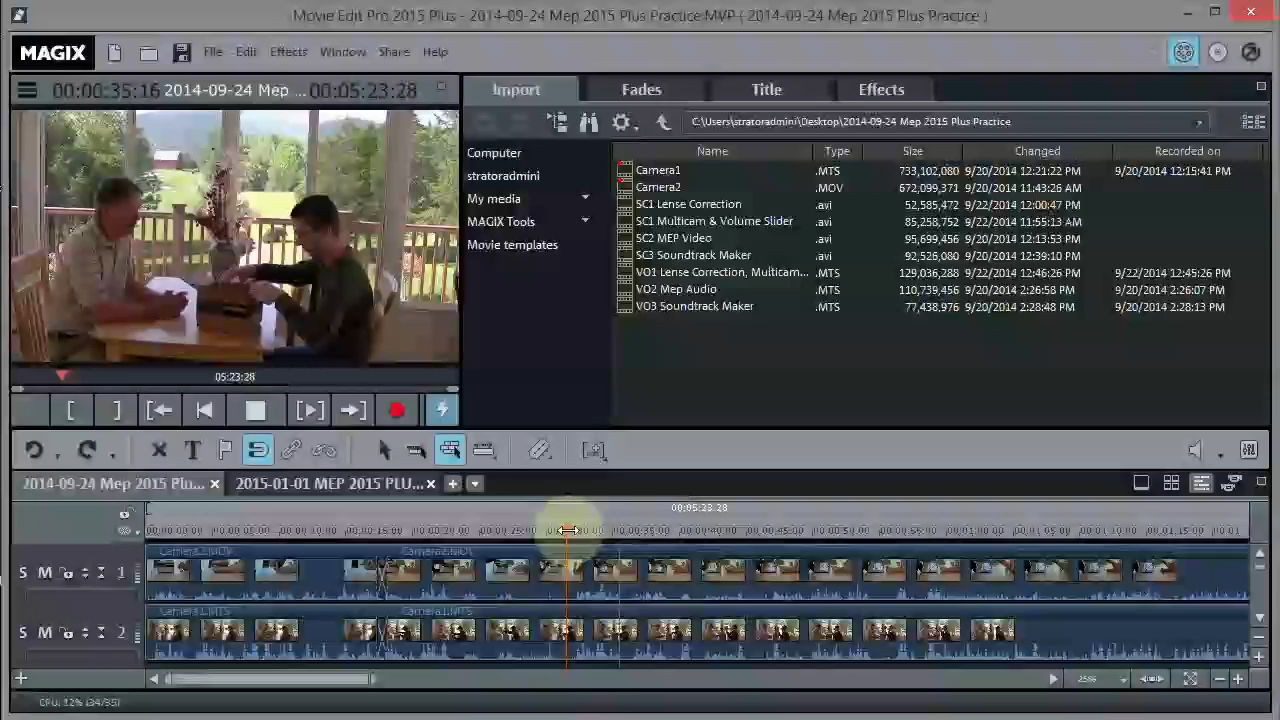 Movie Edit Pro 2015 Plus - 2014-09-24 Mep 2015 Plus Practice.MVP ( 2014-09-24 Mep 2015 Plus Practice )
MAGIX File Edit Effects Window Share Help
00:00:35:16 2014-09-24 Mep ... 00:05:23:28
Import Fades Title Effects
C:\Users\stratoradmini\Desktop\2014-09-24 Mep 2015 Plus Practice
Computer
stratoradmini
My media
MAGIX Tools
Movie templates
Name Type Size Changed Recorded on
Camera1 .MTS 733,102,080 9/20/2014 12:21:22 PM 9/20/2014 12:15:41 PM
Camera2 .MOV 672,099,371 9/20/2014 11:43:26 AM
SC1 Lense Correction .avi 52,585,472 9/22/2014 12:00:47 PM
SC1 Multicam & Volume Slider .avi 85,258,752 9/22/2014 11:55:13 AM
SC2 MEP Video .avi 95,699,456 9/20/2014 12:13:53 PM
SC3 Soundtrack Maker .avi 92,526,080 9/20/2014 12:39:10 PM
VO1 Lense Correction, Multicam... .MTS 129,036,288 9/22/2014 12:46:26 PM 9/22/2014 12:45:26 PM
VO2 Mep Audio .MTS 110,739,456 9/20/2014 2:26:58 PM 9/20/2014 2:26:07 PM
VO3 Soundtrack Maker .MTS 77,438,976 9/20/2014 2:28:48 PM 9/20/2014 2:28:13 PM
05:23:28
2014-09-24 Mep 2015 Plu... 2015-01-01 MEP 2015 PLU...
00:05:23:28
Camera2.MOV Camera2.MOV
S M 1
Camera1.MTS Camera1.MTS
S M 2
25%
CPU: 12% (34/35)